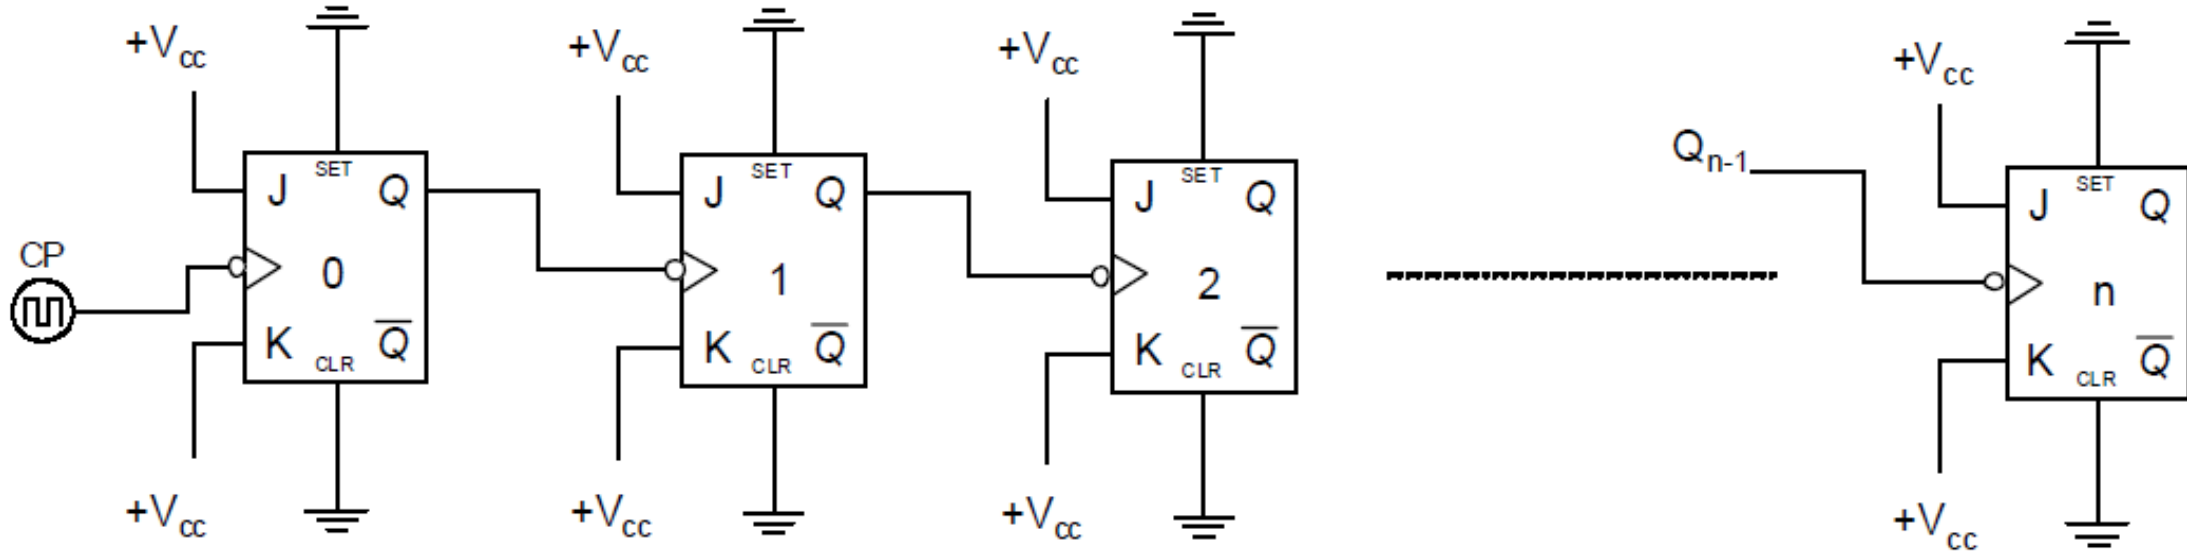 +Vcc
+Vcc
+Vcc
+Vcc
CP
J SET Q
0
K CLR Q̅
J SET Q
1
K CLR Q̅
J SET Q
2
K CLR Q̅
Qn-1
J SET Q
n
K CLR Q̅
+Vcc
+Vcc
+Vcc
+Vcc